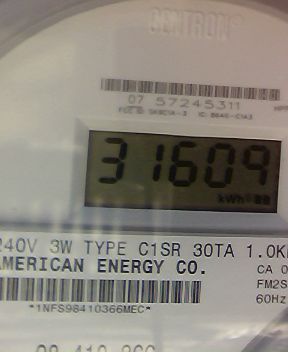 CENTRON
07 57245311
31609
kWh
240V 3W TYPE C1SR 30TA 1.0K
AMERICAN ENERGY CO.
CA 0
FM2S
60Hz
*1NFS98410366MEC*